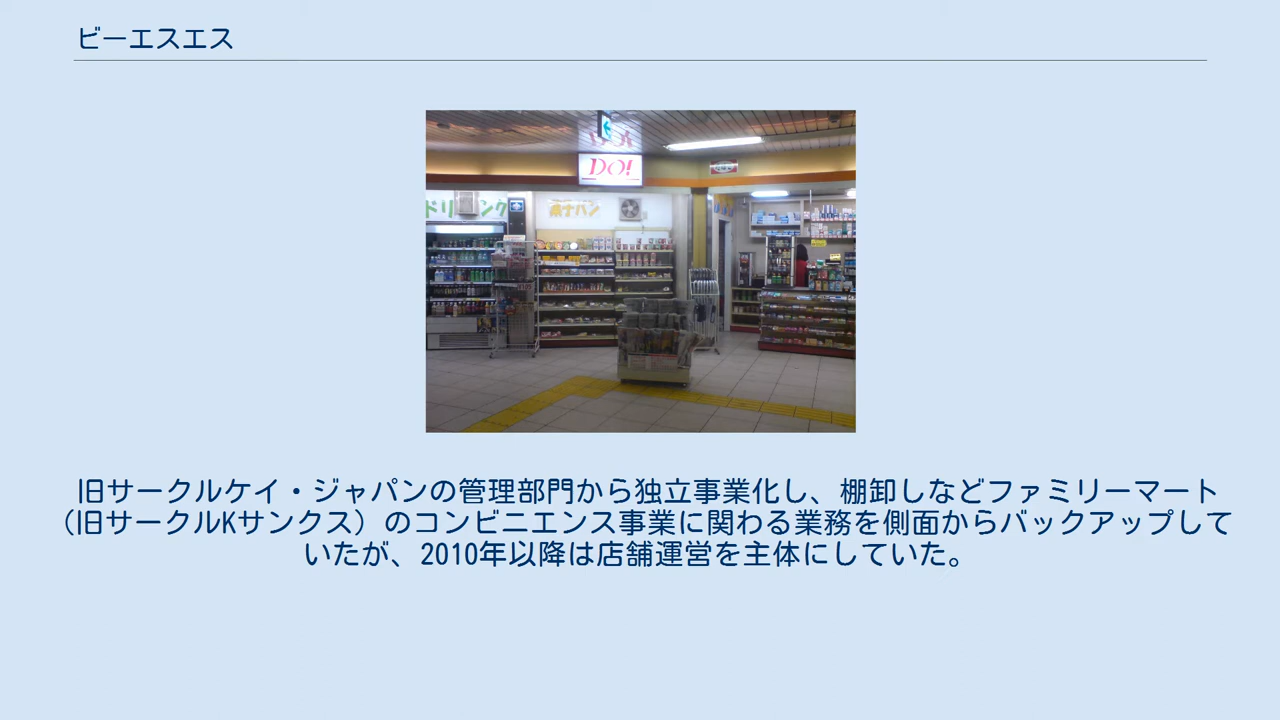 ビーエスエス
DO!
ドリンク
菓子パン
旧サークルケイ・ジャパンの管理部門から独立事業化し、棚卸しなどファミリーマート
（旧サークルKサンクス）のコンビニエンス事業に関わる業務を側面からバックアップして
いたが、2010年以降は店舗運営を主体にしていた。